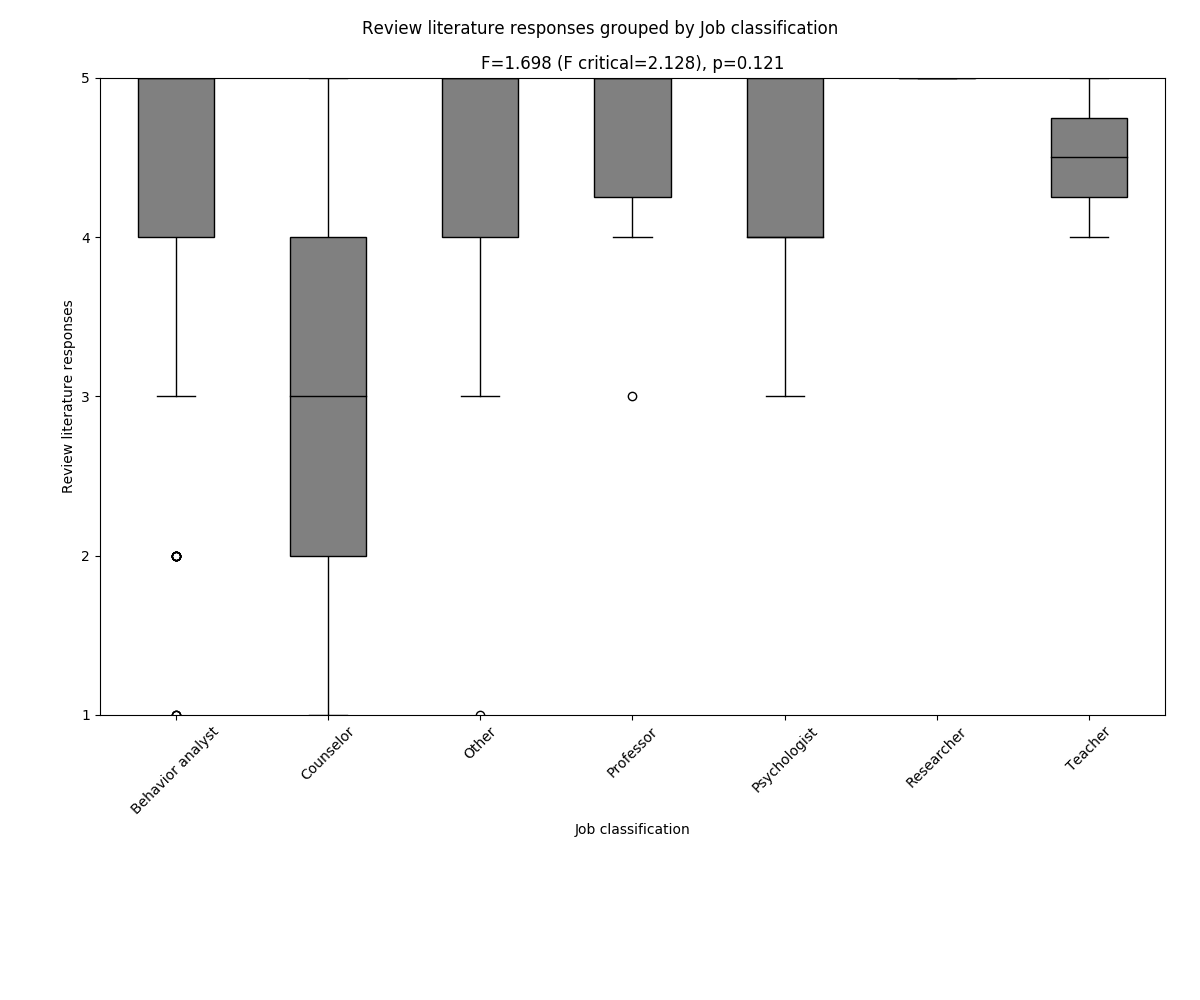 Review literature responses grouped by Job classification
F=1.698 (F critical=2.128), p=0.121
5
4
3
2
1
Review literature responses
Behavior analyst
Counselor
Other
Professor
Psychologist
Researcher
Teacher
Job classification